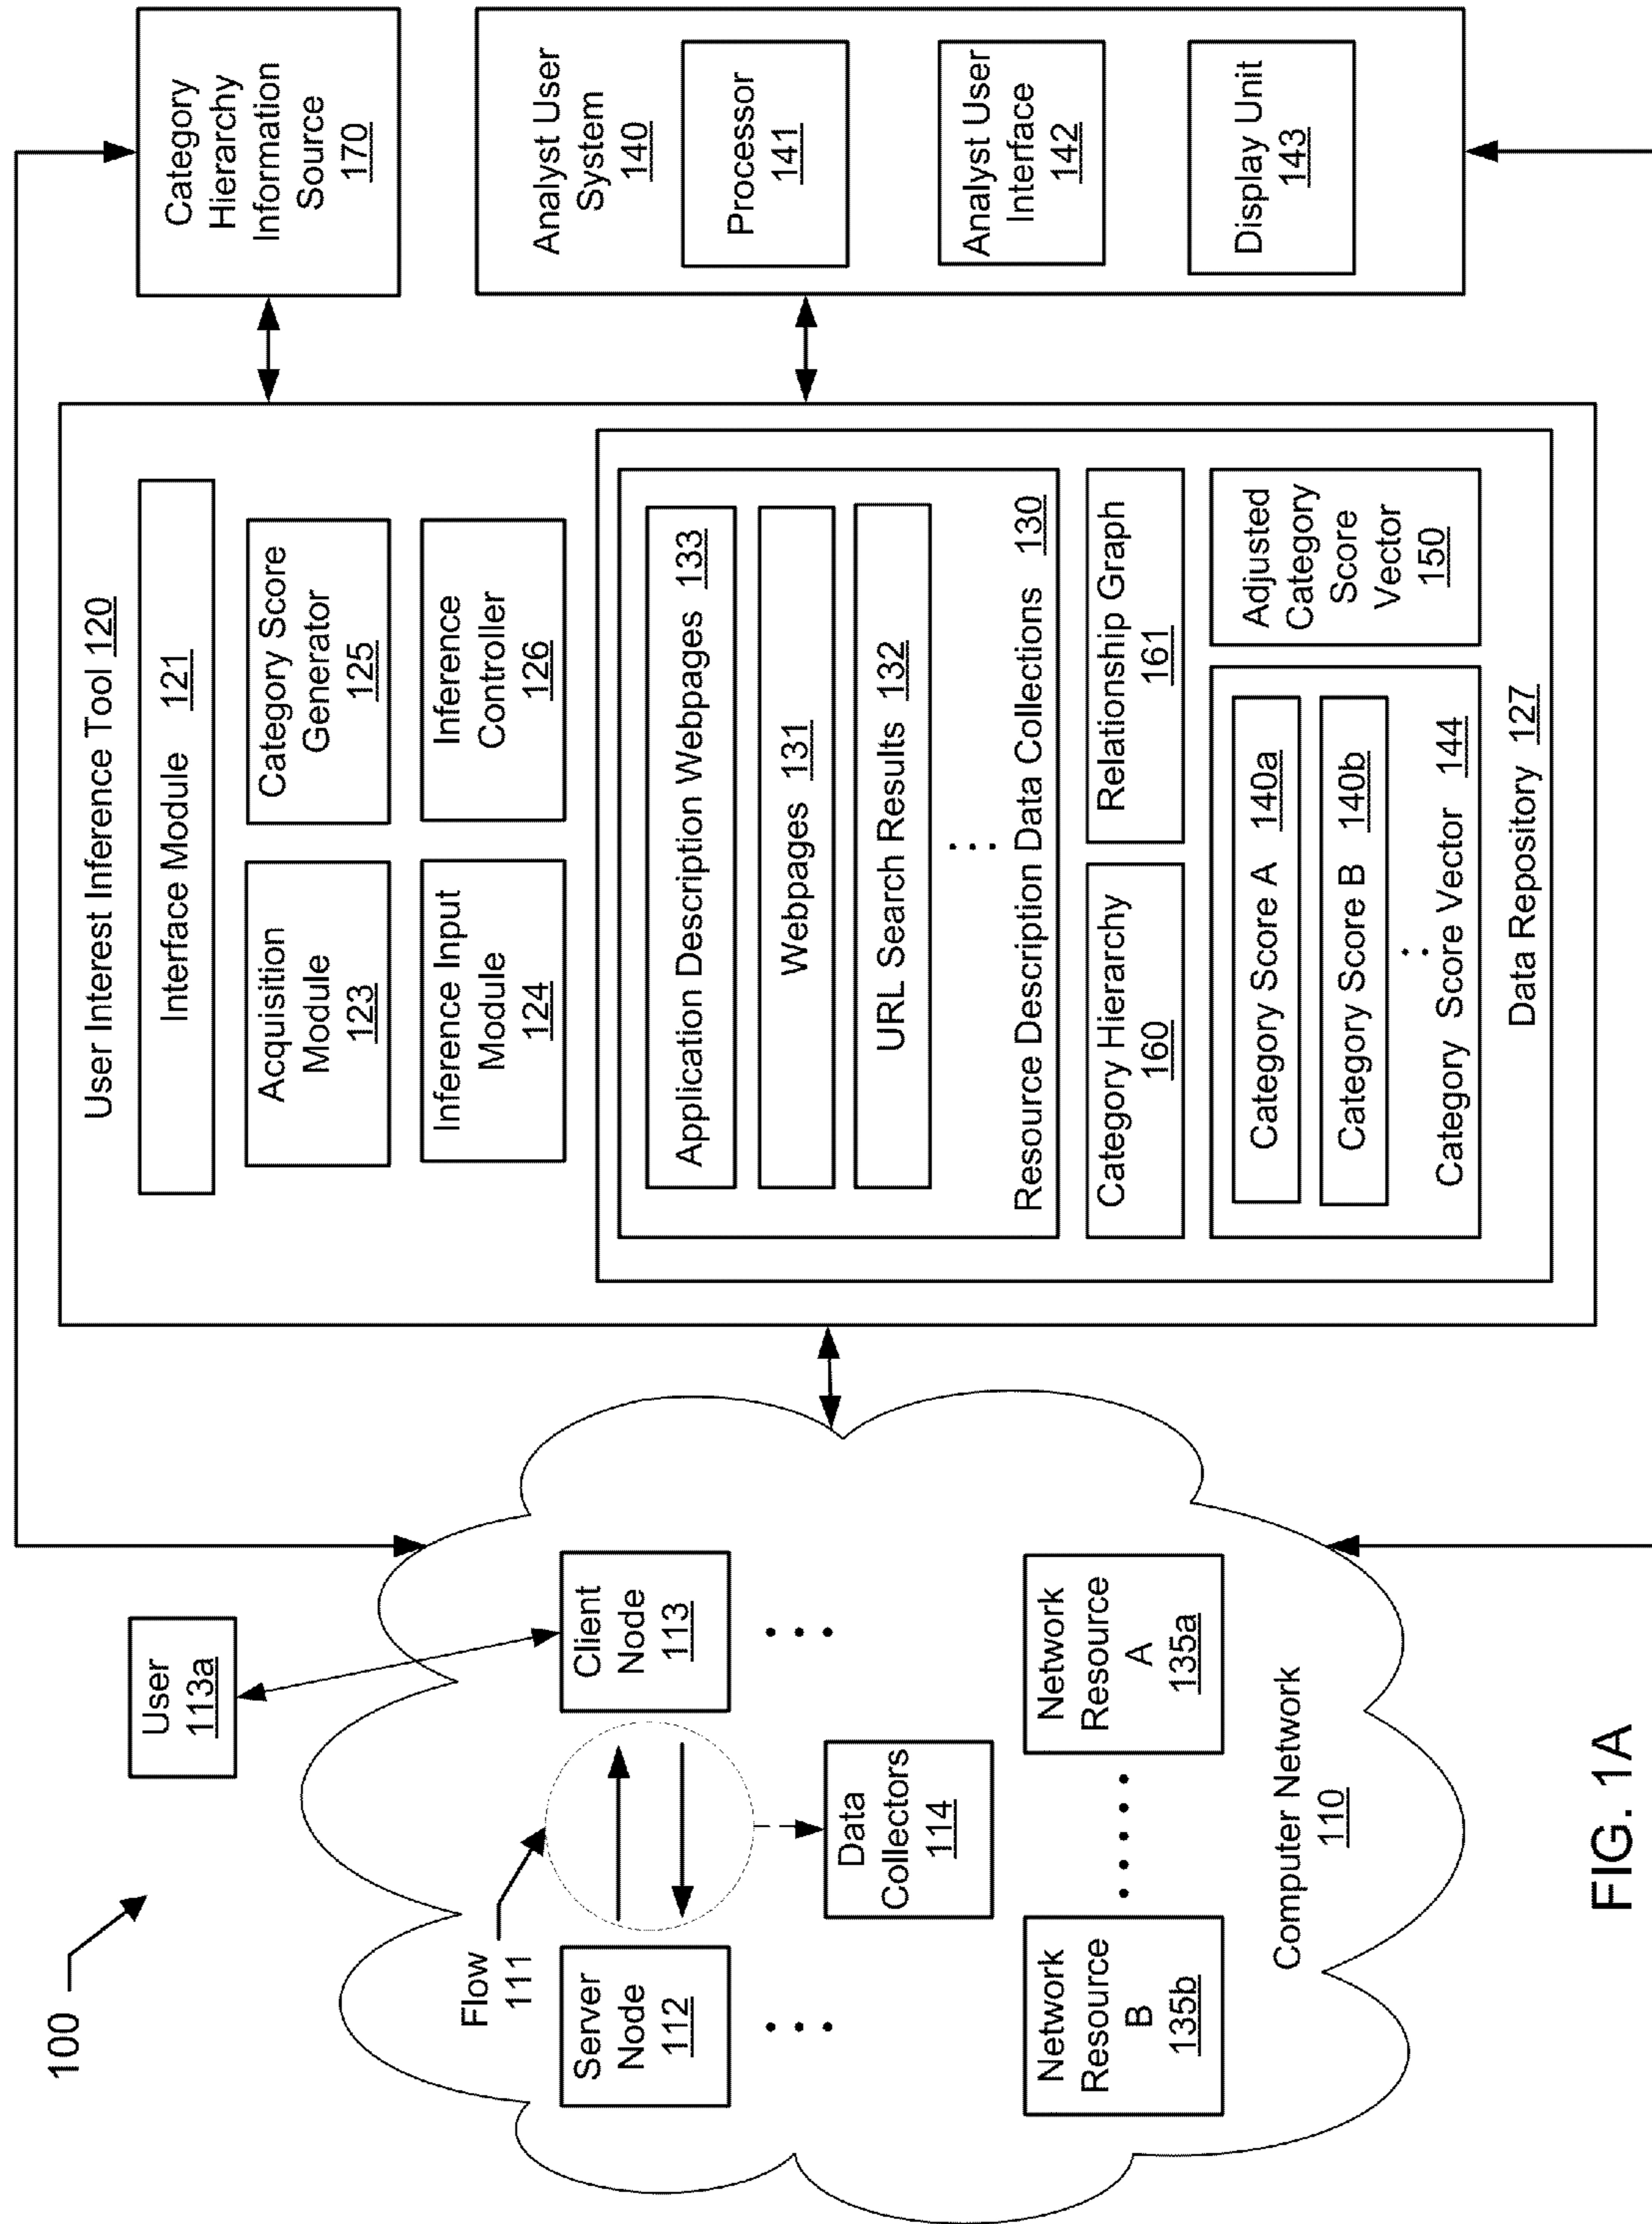 100
User
113a
Flow
111
Server
Node
112
Client
Node
113
Data
Collectors
114
Network
Resource
B
135b
Network
Resource
A
135a
Computer Network
110
User Interest Inference Tool 120
Interface Module 121
Acquisition
Module
123
Category Score
Generator
125
Inference Input
Module
124
Inference
Controller
126
Application Description Webpages 133
Webpages 131
URL Search Results 132
Resource Description Data Collections 130
Category Hierarchy
160
Relationship Graph
161
Category Score A 140a
Category Score B 140b
Category Score Vector 144
Adjusted
Category
Score
Vector
150
Data Repository 127
Category
Hierarchy
Information
Source
170
Analyst User
System
140
Processor
141
Analyst User
Interface
142
Display Unit
143
FIG. 1A